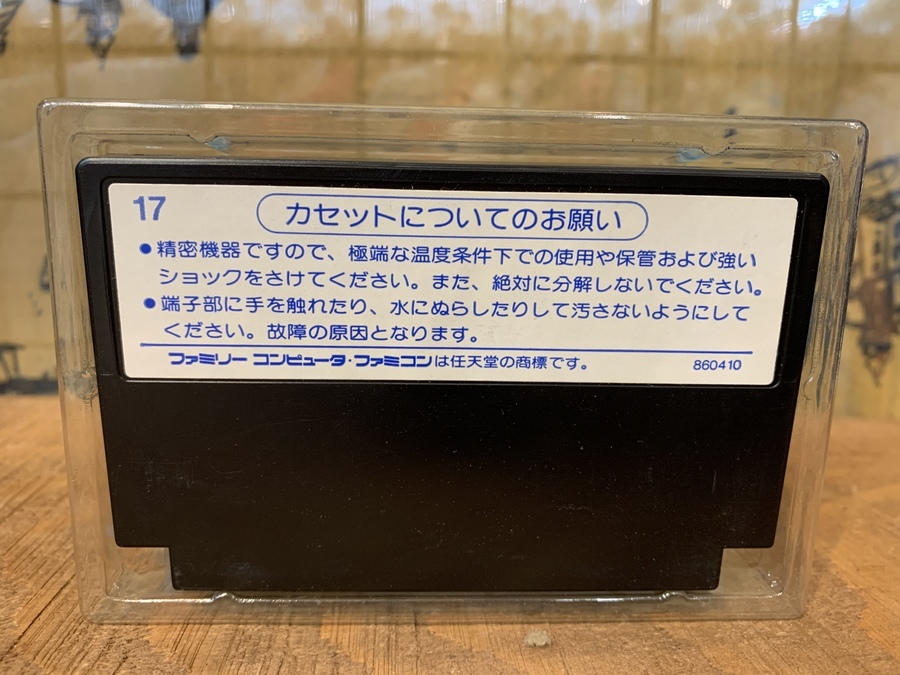 17
カセットについてのお願い
●精密機器ですので、極端な温度条件下での使用や保管および強い
ショックをさけてください。また、絶対に分解しないでください。
●端子部に手を触れたり、水にぬらしたりして汚さないようにして
ください。故障の原因となります。
ファミリー コンピュータ・ファミコンは任天堂の商標です。 860410